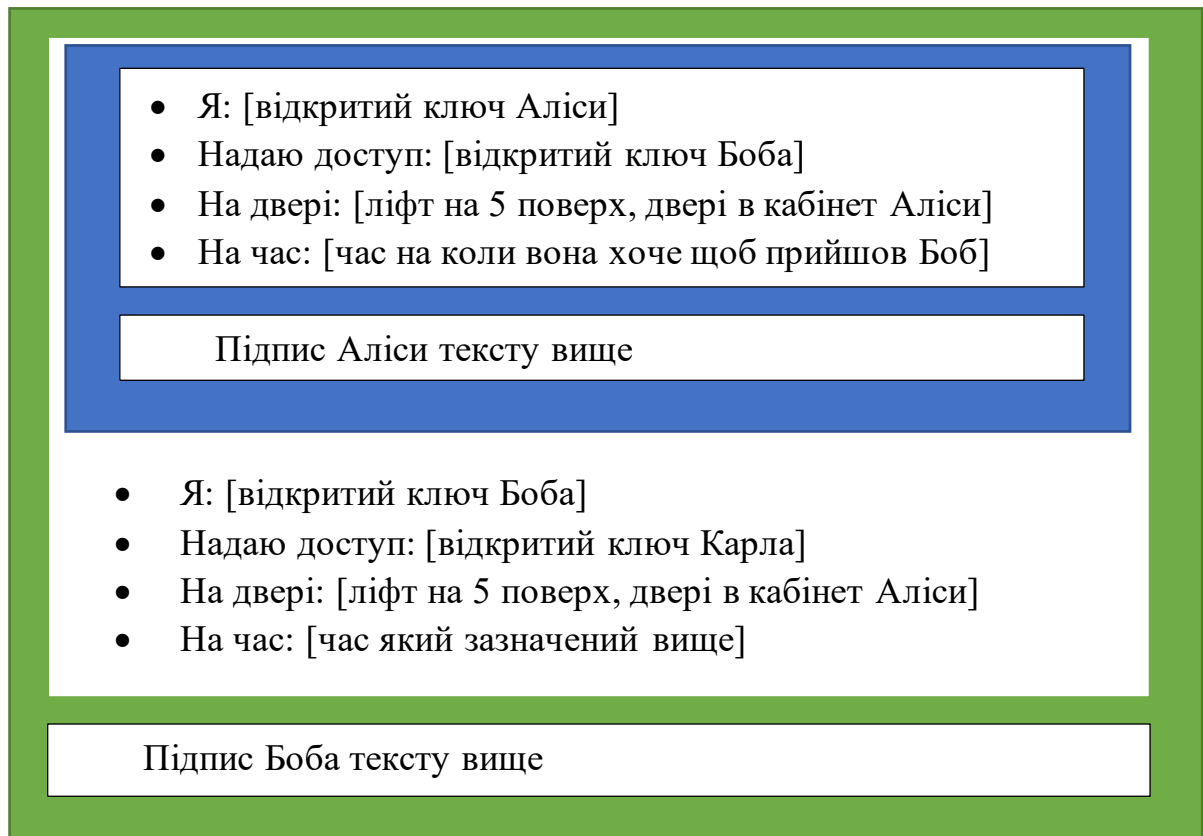 • Я: [відкритий ключ Аліси]
• Надаю доступ: [відкритий ключ Боба]
• На двері: [ліфт на 5 поверх, двері в кабінет Аліси]
• На час: [час на коли вона хоче щоб прийшов Боб]
Підпис Аліси тексту вище
• Я: [відкритий ключ Боба]
• Надаю доступ: [відкритий ключ Карла]
• На двері: [ліфт на 5 поверх, двері в кабінет Аліси]
• На час: [час який зазначений вище]
Підпис Боба тексту вище